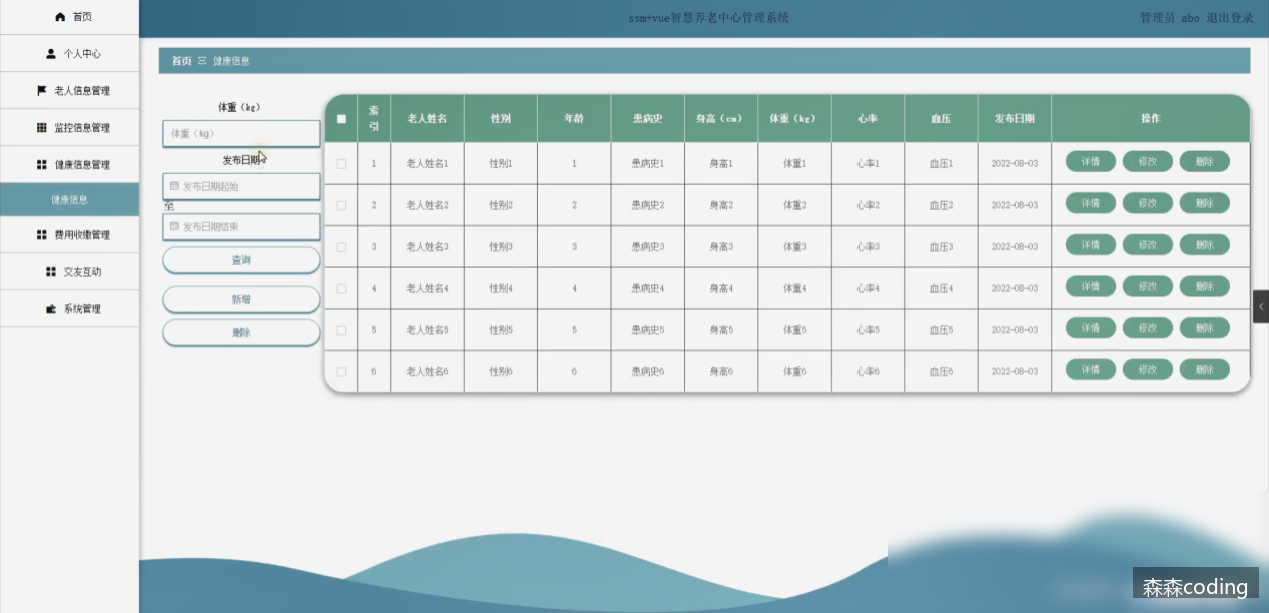 首页
个人中心
老人信息管理
监控信息管理
健康信息管理
健康信息
费用收缴管理
交友互动
系统管理
ssm+vue智慧养老中心管理系统
管理员 abo 退出登录
首页 健康信息
体重（kg）
体重（kg）
发布日期
发布日期起始
至
发布日期结束
查询
新增
删除
索引 老人姓名 性别 年龄 患病史 身高（cm） 体重（kg） 心率 血压 发布日期 操作
1 老人姓名1 性别1 1 患病史1 身高1 体重1 心率1 血压1 2022-08-03 详情 修改 删除
2 老人姓名2 性别2 2 患病史2 身高2 体重2 心率2 血压2 2022-08-03 详情 修改 删除
3 老人姓名3 性别3 3 患病史3 身高3 体重3 心率3 血压3 2022-08-03 详情 修改 删除
4 老人姓名4 性别4 4 患病史4 身高4 体重4 心率4 血压4 2022-08-03 详情 修改 删除
5 老人姓名5 性别5 5 患病史5 身高5 体重5 心率5 血压5 2022-08-03 详情 修改 删除
6 老人姓名6 性别6 6 患病史6 身高6 体重6 心率6 血压6 2022-08-03 详情 修改 删除
森森coding